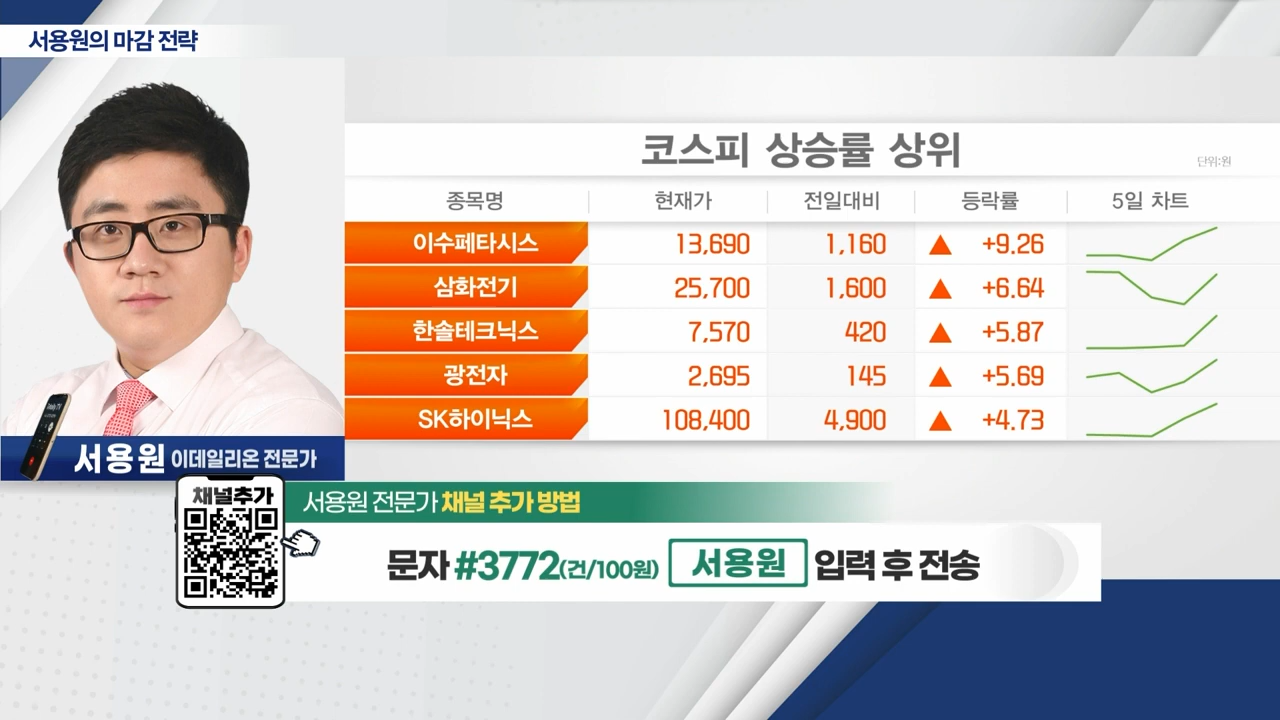 서용원의 마감 전략
코스피 상승률 상위
단위:원
종목명 현재가 전일대비 등락률 5일 차트
이수페타시스 13,690 1,160 ▲ +9.26
삼화전기 25,700 1,600 ▲ +6.64
한솔테크닉스 7,570 420 ▲ +5.87
광전자 2,695 145 ▲ +5.69
SK하이닉스 108,400 4,900 ▲ +4.73
서용원 이데일리온 전문가
채널추가
서용원 전문가 채널 추가 방법
문자 #3772(건/100원) 서용원 입력 후 전송